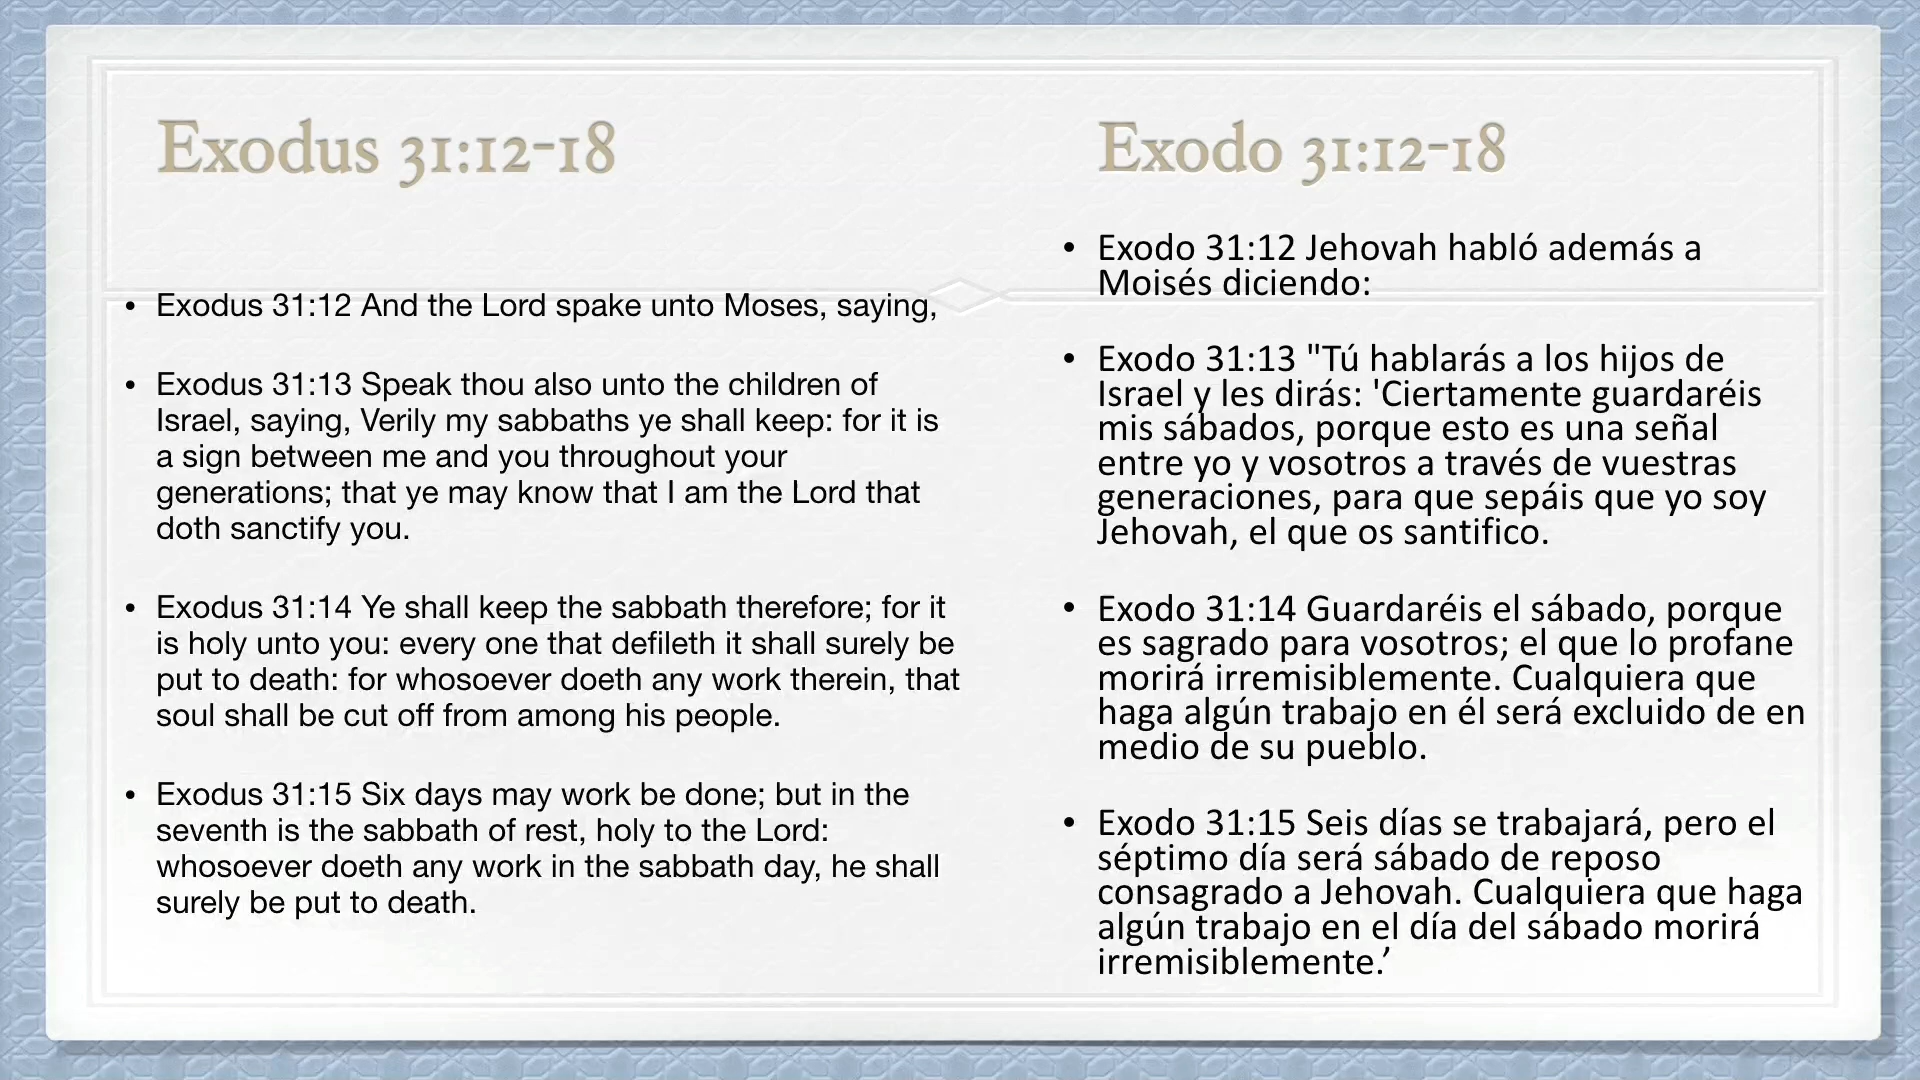 Exodus 31:12-18
• Exodus 31:12 And the Lord spake unto Moses, saying,
• Exodus 31:13 Speak thou also unto the children of
Israel, saying, Verily my sabbaths ye shall keep: for it is
a sign between me and you throughout your
generations; that ye may know that I am the Lord that
doth sanctify you.
• Exodus 31:14 Ye shall keep the sabbath therefore; for it
is holy unto you: every one that defileth it shall surely be
put to death: for whosoever doeth any work therein, that
soul shall be cut off from among his people.
• Exodus 31:15 Six days may work be done; but in the
seventh is the sabbath of rest, holy to the Lord:
whosoever doeth any work in the sabbath day, he shall
surely be put to death.
Exodo 31:12-18
• Exodo 31:12 Jehovah habló además a
Moisés diciendo:
• Exodo 31:13 "Tú hablarás a los hijos de
Israel y les dirás: 'Ciertamente guardaréis
mis sábados, porque esto es una señal
entre yo y vosotros a través de vuestras
generaciones, para que sepáis que yo soy
Jehovah, el que os santifico.
• Exodo 31:14 Guardaréis el sábado, porque
es sagrado para vosotros; el que lo profane
morirá irremisiblemente. Cualquiera que
haga algún trabajo en él será excluido de en
medio de su pueblo.
• Exodo 31:15 Seis días se trabajará, pero el
séptimo día será sábado de reposo
consagrado a Jehovah. Cualquiera que haga
algún trabajo en el día del sábado morirá
irremisiblemente.’